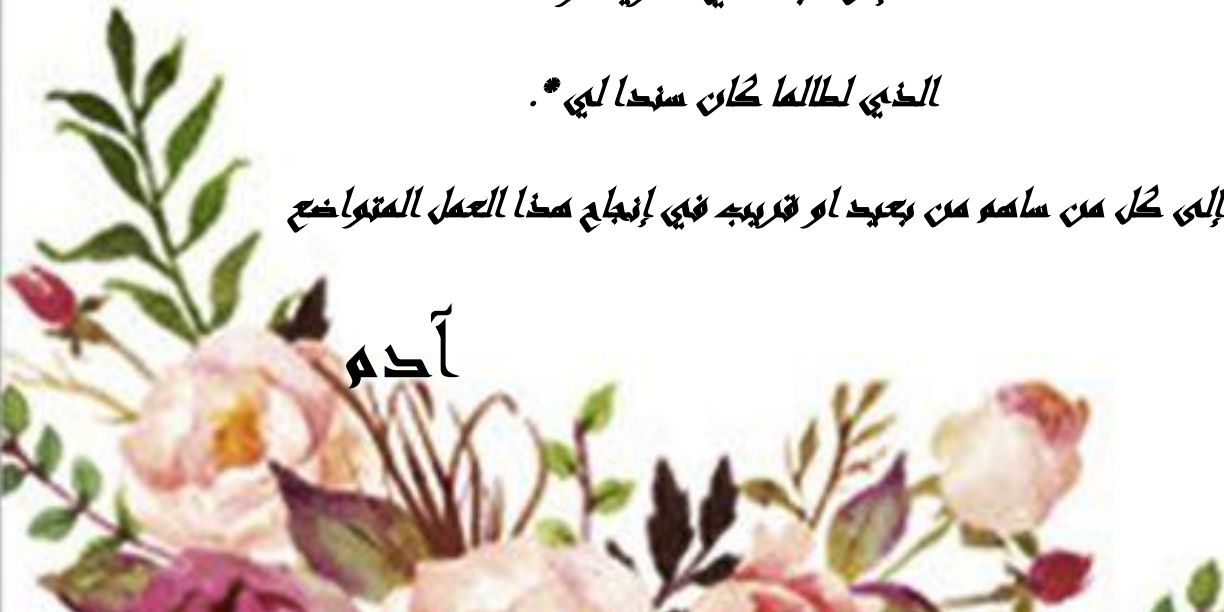 الذي لطالما كان سندا لي*.
إلى كل من ساهم من بعيد او قريب في إنجاح هذا العمل المتواضع
آدم